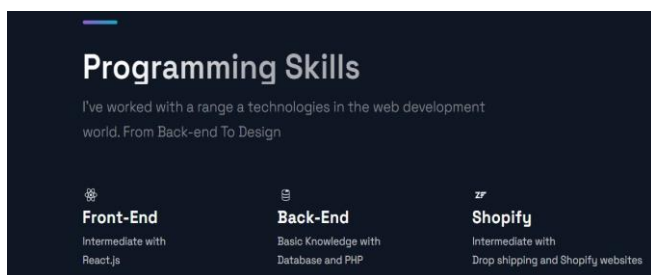 Programming Skills
I've worked with a range a technologies in the web development
world. From Back-end To Design
ZF
Front-End
Intermediate with
React.js
Back-End
Basic Knowledge with
Database and PHP
Shopify
Intermediate with
Drop shipping and Shopify websites